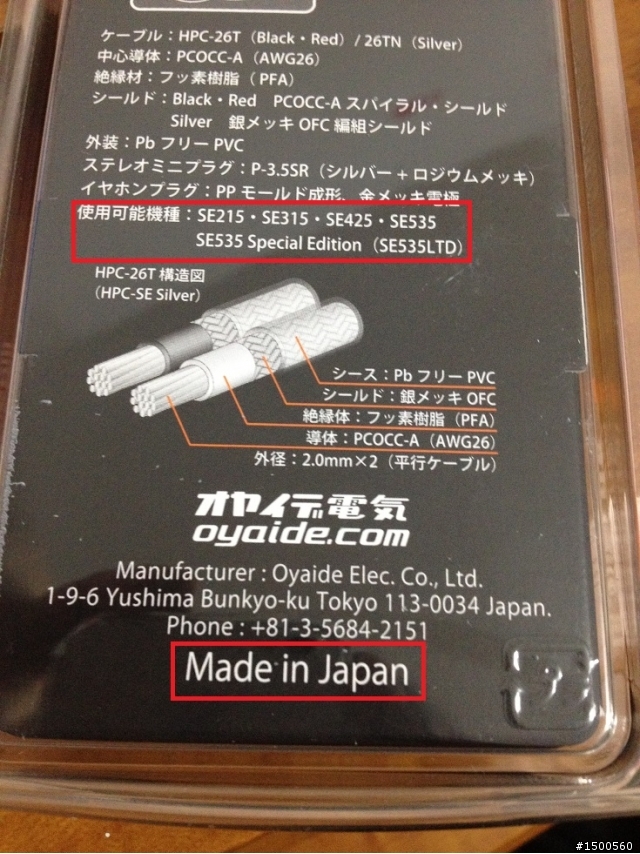 ケーブル：HPC-26T（Black・Red）/ 26TN（Silver）
中心導体：PCOCC-A（AWG26）
絶縁材：フッ素樹脂（PFA）
シールド：Black・Red　PCOCC-A スパイラル・シールド
Silver　銀メッキ OFC 編組シールド
外装：Pb フリー PVC
ステレオミニプラグ：P-3.5SR（シルバー + ロジウムメッキ）
イヤホンプラグ：PP モールド成形、金メッキ電極
使用可能機種：SE215・SE315・SE425・SE535
SE535 Special Edition（SE535LTD）
HPC-26T 構造図
（HPC-SE Silver）
シース：Pb フリー PVC
シールド：銀メッキ OFC
絶縁体：フッ素樹脂（PFA）
導体：PCOCC-A（AWG26）
外径：2.0mm×2（平行ケーブル）
オヤイデ電気
oyaide.com
Manufacturer : Oyaide Elec. Co., Ltd.
1-9-6 Yushima Bunkyo-ku Tokyo 113-0034 Japan.
Phone : +81-3-5684-2151
Made in Japan
#1500560